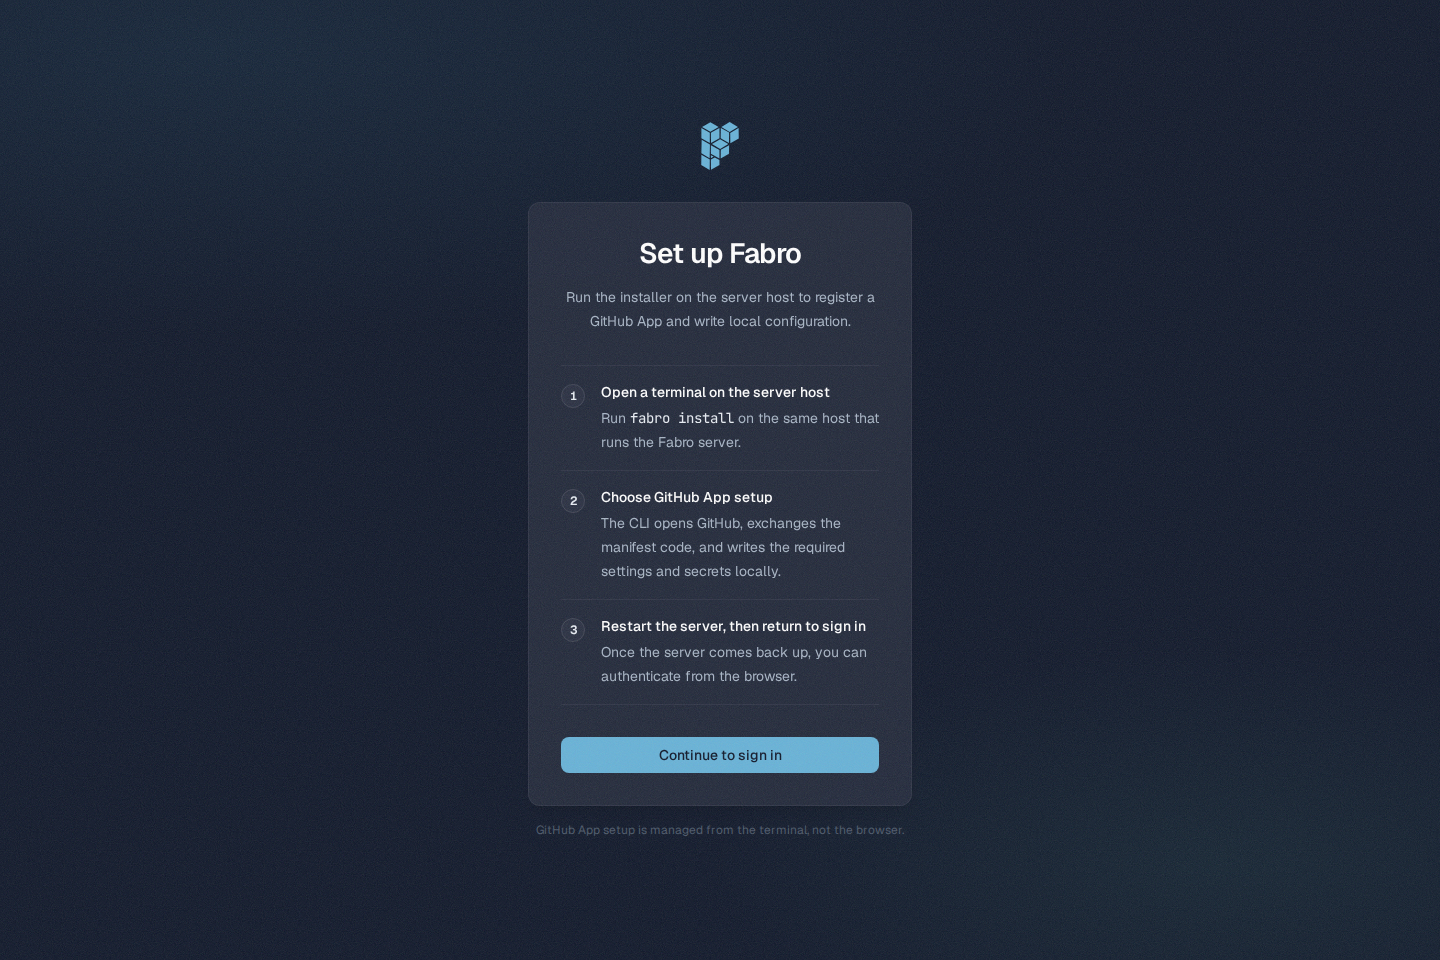 Set up Fabro
Run the installer on the server host to register a
GitHub App and write local configuration.
1
Open a terminal on the server host
Run fabro install on the same host that
runs the Fabro server.
2
Choose GitHub App setup
The CLI opens GitHub, exchanges the
manifest code, and writes the required
settings and secrets locally.
3
Restart the server, then return to sign in
Once the server comes back up, you can
authenticate from the browser.
Continue to sign in
GitHub App setup is managed from the terminal, not the browser.